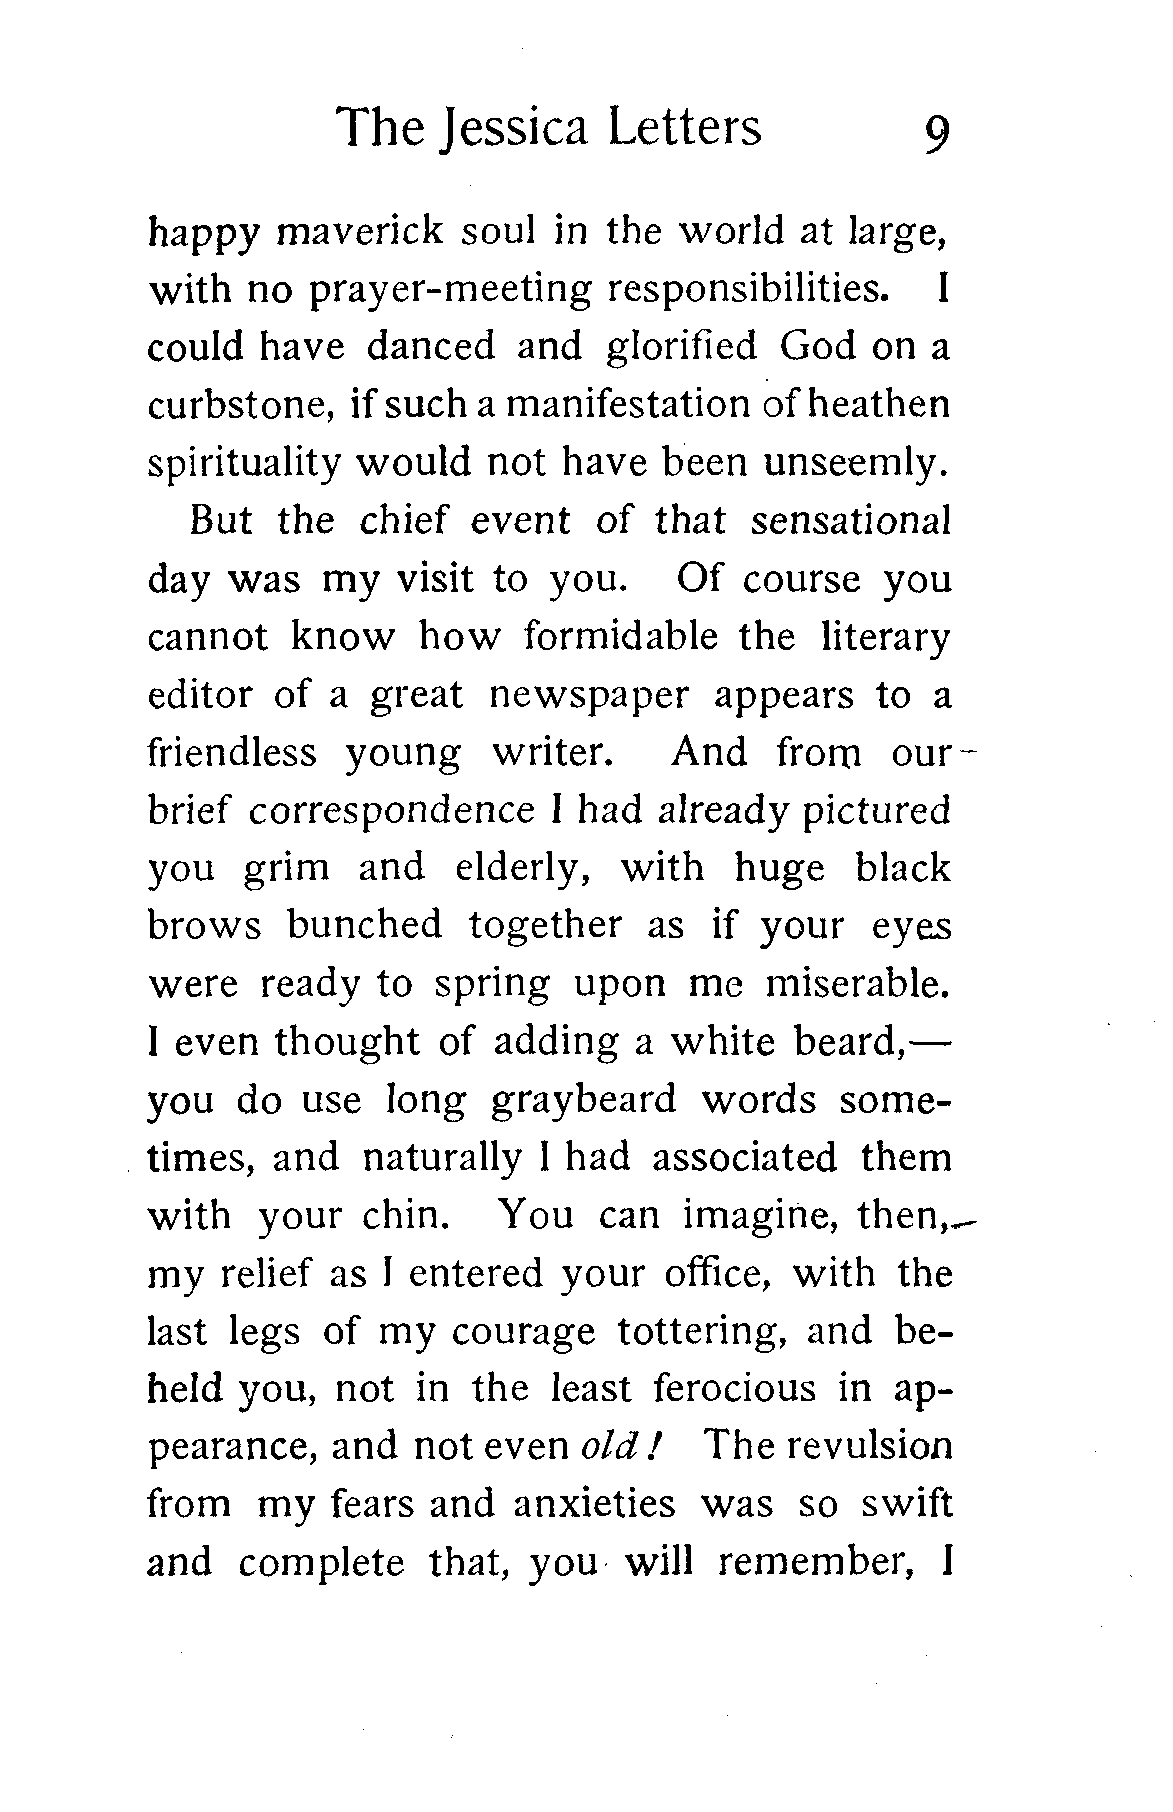 The Jessica Letters 9
happy maverick soul in the world at large,
with no prayer-meeting responsibilities. I
could have danced and glorified God on a
curbstone, if such a manifestation of heathen
spirituality would not have been unseemly.
But the chief event of that sensational
day was my visit to you. Of course you
cannot know how formidable the literary
editor of a great newspaper appears to a
friendless young writer. And from our
brief correspondence I had already pictured
you grim and elderly, with huge black
brows bunched together as if your eyes
were ready to spring upon me miserable.
I even thought of adding a white beard,—
you do use long graybeard words some-
times, and naturally I had associated them
with your chin. You can imagine, then,
my relief as I entered your office, with the
last legs of my courage tottering, and be-
held you, not in the least ferocious in ap-
pearance, and not even old! The revulsion
from my fears and anxieties was so swift
and complete that, you will remember, I